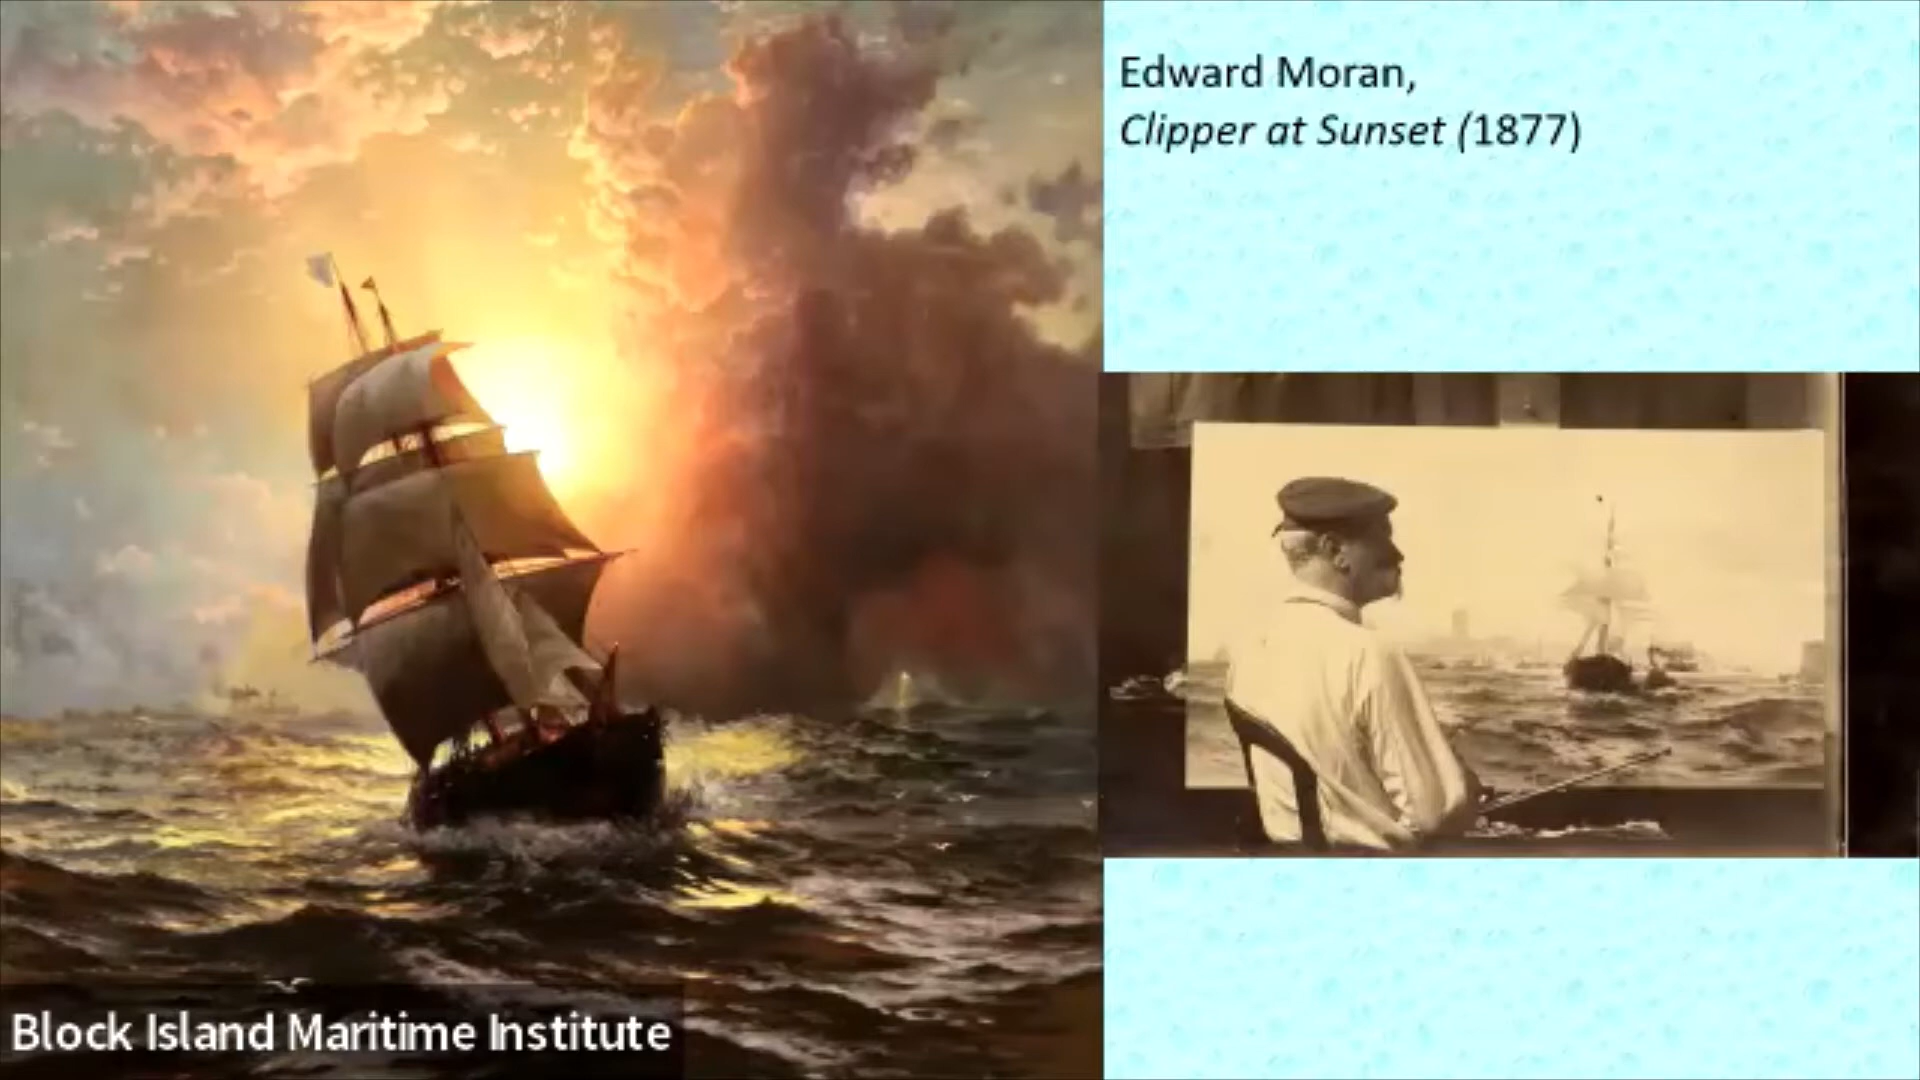 Edward Moran,
Clipper at Sunset (1877)
Block Island Maritime Institute